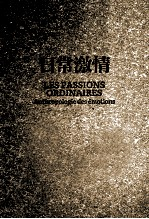 日常激情
LES PASSIONS
ORDINAIRES
Anthropologie des émotions